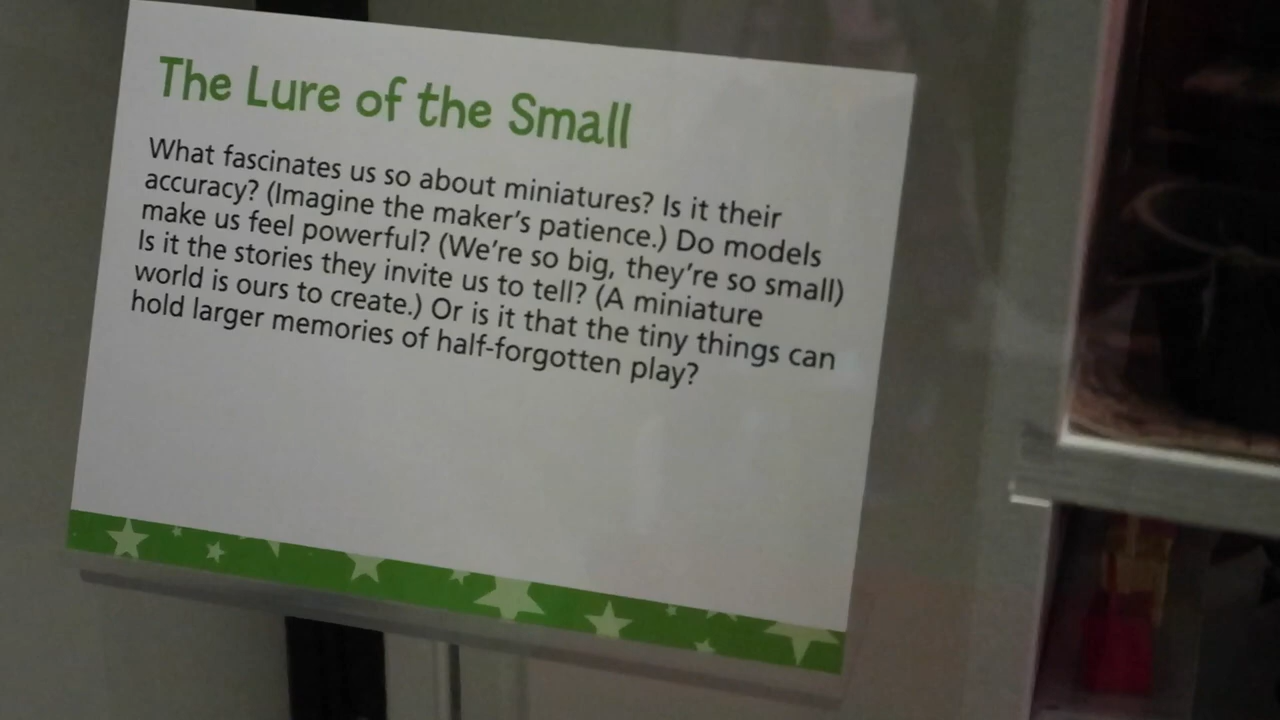 The Lure of the Small
What fascinates us so about miniatures? Is it their
accuracy? (Imagine the maker's patience.) Do models
make us feel powerful? (We're so big, they're so small)
Is it the stories they invite us to tell? (A miniature
world is ours to create.) Or is it that the tiny things can
hold larger memories of half-forgotten play?